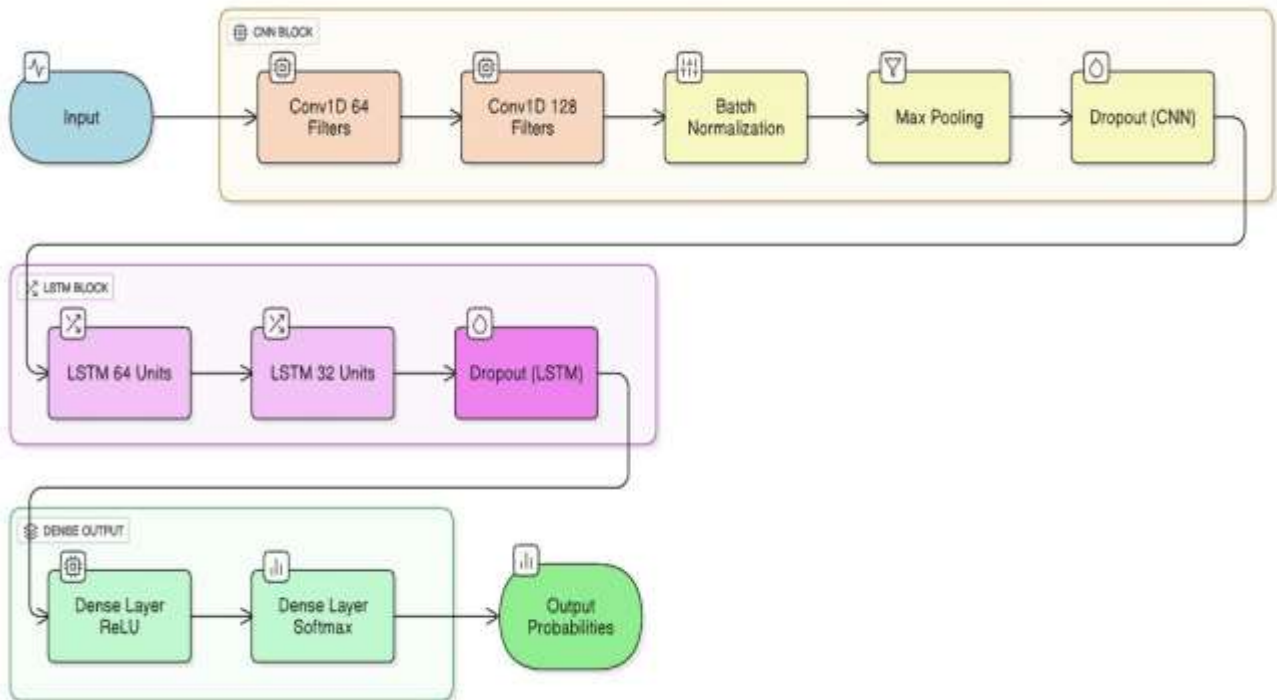 CNN BLOCK
Input
Conv1D 64
Filters
Conv1D 128
Filters
Batch
Normalization
Max Pooling
Dropout (CNN)
LSTM BLOCK
LSTM 64 Units
LSTM 32 Units
Dropout (LSTM)
DENSE OUTPUT
Dense Layer
ReLU
Dense Layer
Softmax
Output
Probabilities